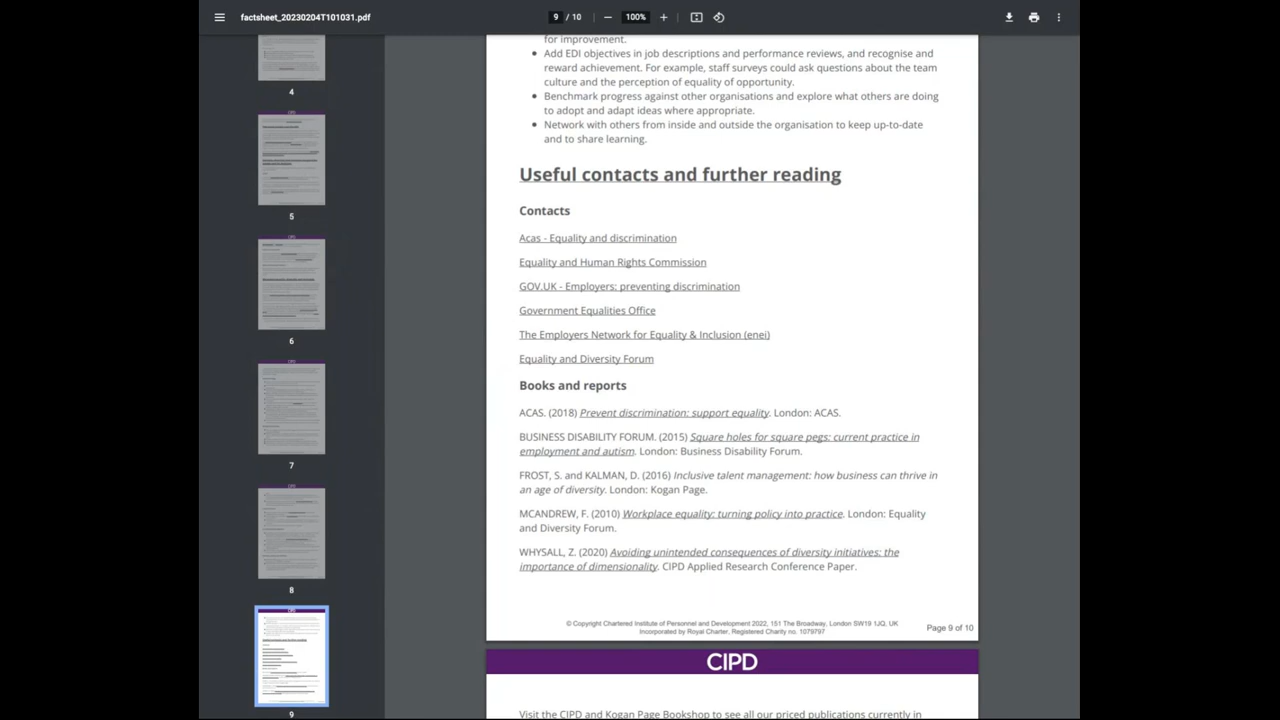 factsheet_20230204T101031.pdf
9 / 10
100%
4
5
6
7
8
9
for improvement.
• Add EDI objectives in job descriptions and performance reviews, and recognise and
reward achievement. For example, staff surveys could ask questions about the team
culture and the perception of equality of opportunity.
• Benchmark progress against other organisations and explore what others are doing
to adopt and adapt ideas where appropriate.
• Network with others from inside and outside the organisation to keep up-to-date
and to share learning.
Useful contacts and further reading
Contacts
Acas - Equality and discrimination
Equality and Human Rights Commission
GOV.UK - Employers: preventing discrimination
Government Equalities Office
The Employers Network for Equality & Inclusion (enei)
Equality and Diversity Forum
Books and reports
ACAS. (2018) Prevent discrimination: support equality. London: ACAS.
BUSINESS DISABILITY FORUM. (2015) Square holes for square pegs: current practice in
employment and autism. London: Business Disability Forum.
FROST, S. and KALMAN, D. (2016) Inclusive talent management: how business can thrive in
an age of diversity. London: Kogan Page.
MCANDREW, F. (2010) Workplace equality: turning policy into practice. London: Equality
and Diversity Forum.
WHYSALL, Z. (2020) Avoiding unintended consequences of diversity initiatives: the
importance of dimensionality. CIPD Applied Research Conference Paper.
© Copyright Chartered Institute of Personnel and Development 2022, 151 The Broadway, London SW19 1JQ, UK
Incorporated by Royal Charter, Registered Charity no. 1079797
Page 9 of 10
CIPD
Visit the CIPD and Kogan Page Bookshop to see all our priced publications currently in